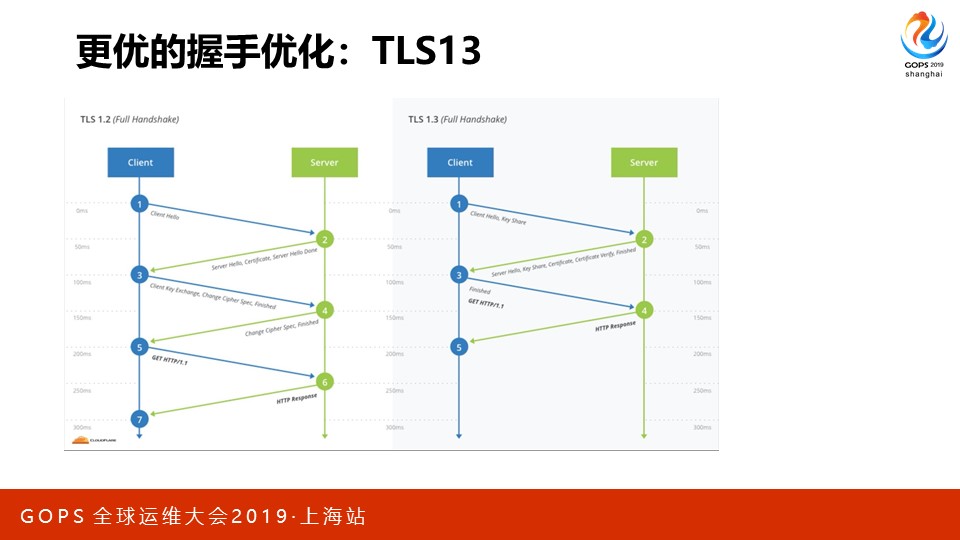 更优的握手优化：TLS13
GOPS 2019
shanghai
TLS 1.2 (Full Handshake)
Client
Server
0ms
50ms
100ms
150ms
200ms
250ms
300ms
1
Client Hello
2
Server Hello, Certificate, Server Hello Done
3
Client Key Exchange, Change Cipher Spec, Finished
4
Change Cipher Spec, Finished
5
GET HTTP/1.1
6
HTTP Response
7
CLOUDFLARE
0ms
50ms
100ms
150ms
200ms
250ms
300ms
TLS 1.3 (Full Handshake)
Client
Server
1
Client Hello, Key Share
2
Server Hello, Key Share, Certificate, Certificate Verify, Finished
3
Finished
GET HTTP/1.1
4
HTTP Response
5
0ms
50ms
100ms
150ms
200ms
250ms
300ms
GOPS 全球运维大会2019·上海站